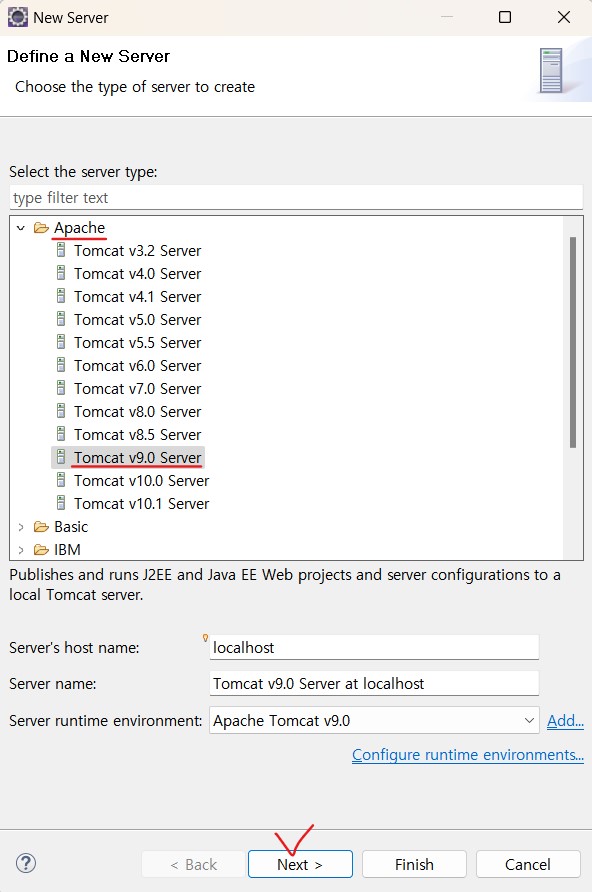 New Server
Define a New Server
Choose the type of server to create
Select the server type:
type filter text
Apache
Tomcat v3.2 Server
Tomcat v4.0 Server
Tomcat v4.1 Server
Tomcat v5.0 Server
Tomcat v5.5 Server
Tomcat v6.0 Server
Tomcat v7.0 Server
Tomcat v8.0 Server
Tomcat v8.5 Server
Tomcat v9.0 Server
Tomcat v10.0 Server
Tomcat v10.1 Server
Basic
IBM
Publishes and runs J2EE and Java EE Web projects and server configurations to a
local Tomcat server.
Server's host name: localhost
Server name: Tomcat v9.0 Server at localhost
Server runtime environment: Apache Tomcat v9.0 Add...
Configure runtime environments...
? < Back Next > Finish Cancel